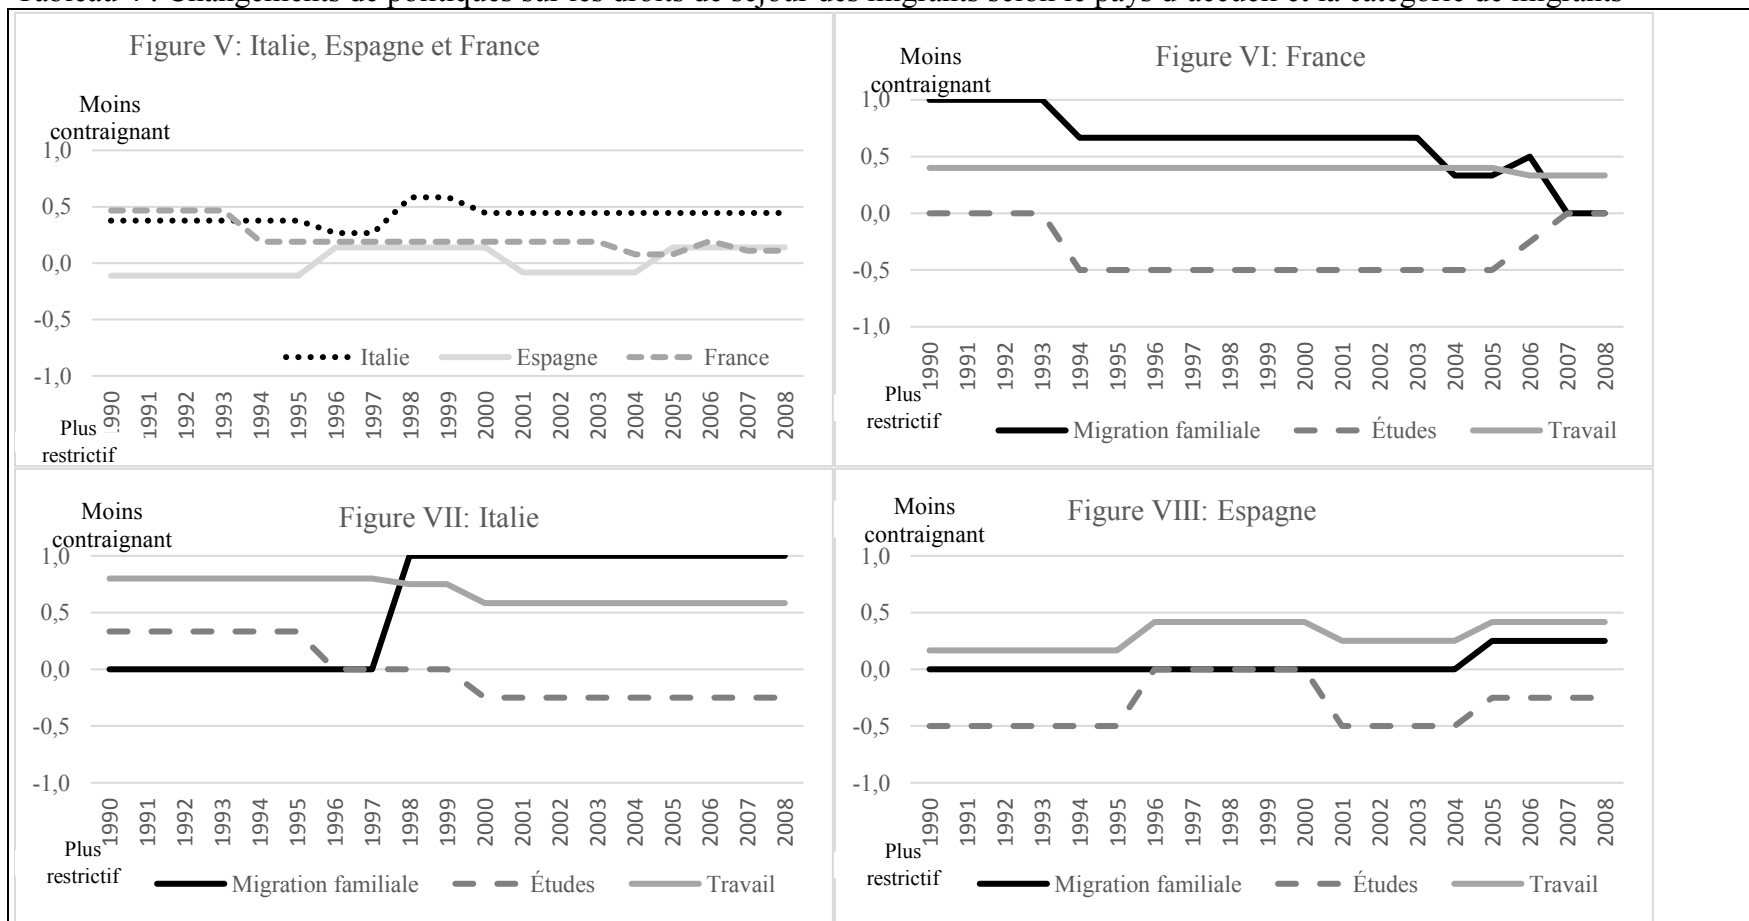 Tableau 4 : Changements de politiques sur les droits de séjour des migrants selon le pays d'accueil et la catégorie de migrants
Figure V: Italie, Espagne et France
Moins
contraignant
1,0
0,5
0,0
-0,5
-1,0
Italie Espagne France
1990 1991 1992 1993 1994 1995 1996 1997 1998 1999 2000 2001 2002 2003 2004 2005 2006 2007 2008
Plus
restrictif
Figure VI: France
Moins
contraignant
1,0
0,5
0,0
-0,5
-1,0
1990 1991 1992 1993 1994 1995 1996 1997 1998 1999 2000 2001 2002 2003 2004 2005 2006 2007 2008
Plus
restrictif
Migration familiale Études Travail
Figure VII: Italie
Moins
contraignant
1,0
0,5
0,0
-0,5
-1,0
1990 1991 1992 1993 1994 1995 1996 1997 1998 1999 2000 2001 2002 2003 2004 2005 2006 2007 2008
Plus
restrictif
Migration familiale Études Travail
Figure VIII: Espagne
Moins
contraignant
1,0
0,5
0,0
-0,5
-1,0
1990 1991 1992 1993 1994 1995 1996 1997 1998 1999 2000 2001 2002 2003 2004 2005 2006 2007 2008
Plus
restrictif
Migration familiale Études Travail